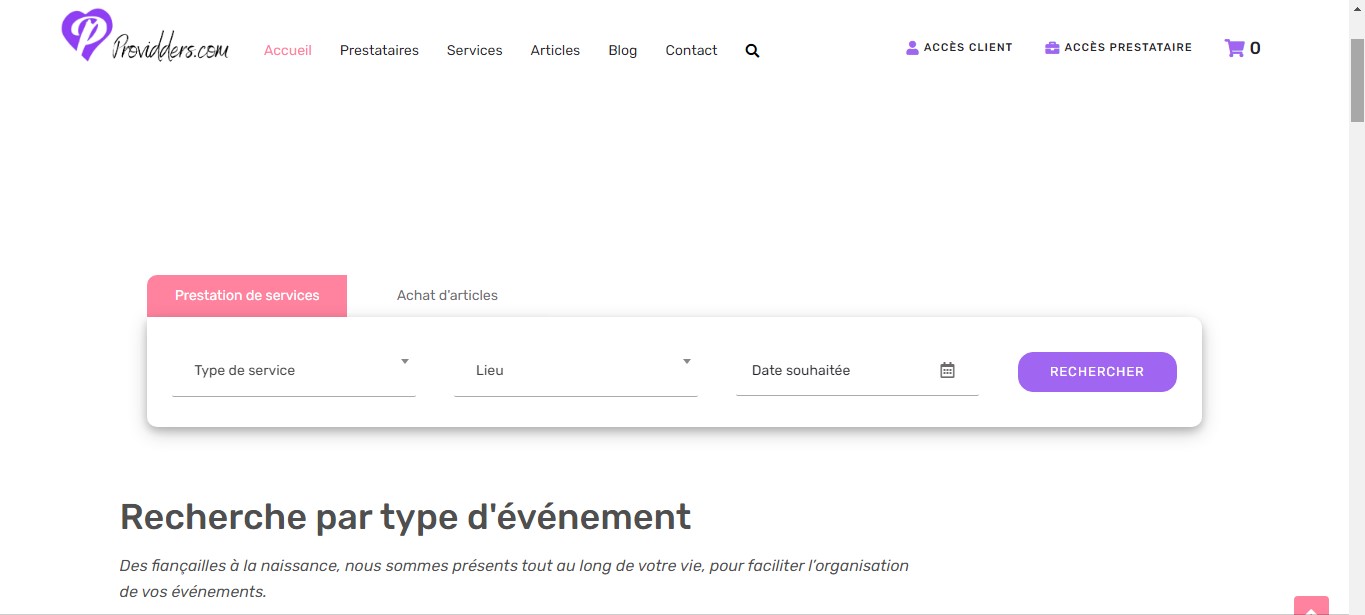 Providders.com
Accueil Prestataires Services Articles Blog Contact
ACCÈS CLIENT ACCÈS PRESTATAIRE 0
Prestation de services Achat d'articles
Type de service Lieu Date souhaitée RECHERCHER
Recherche par type d'événement
Des fiançailles à la naissance, nous sommes présents tout au long de votre vie, pour faciliter l'organisation
de vos événements.